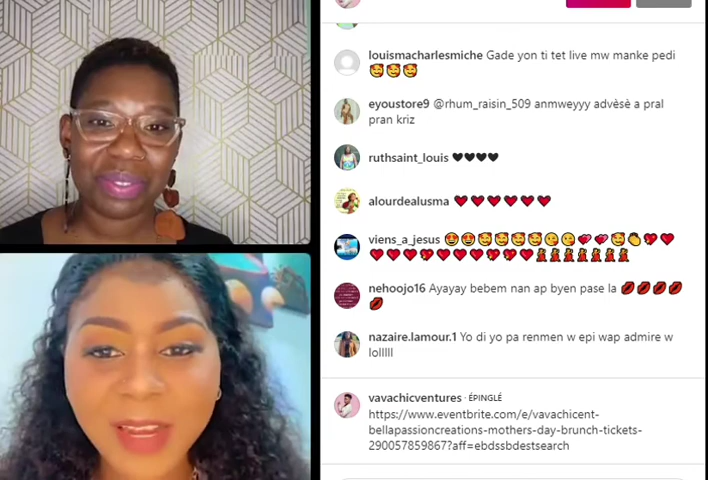 louismacharlesmiche Gade yon ti tet live mw manke pedi
🥰🥰🥰
eyoustore9 @rhum_raisin_509 anmweyyy advèsè a pral
pran kriz
ruthsaint_louis 🖤🖤🖤🖤
alourdealusma ❤️❤️❤️❤️❤️❤️
viens_a_jesus 😍😍🥰🥰🥰🥰😘😘💕💕🥰👏💖❤️
❤️❤️❤️💖❤️❤️❤️❤️💖💖❤️💃💃💃💃💃💃
nehoojo16 Ayayay bebem nan ap byen pase la 💋💋💋💋
💋
nazaire.lamour.1 Yo di yo pa renmen w epi wap admire w
lolllll
vavachicventures · ÉPINGLÉ
https://www.eventbrite.com/e/vavachicent-
bellapassioncreations-mothers-day-brunch-tickets-
290057859867?aff=ebdssbdestsearch